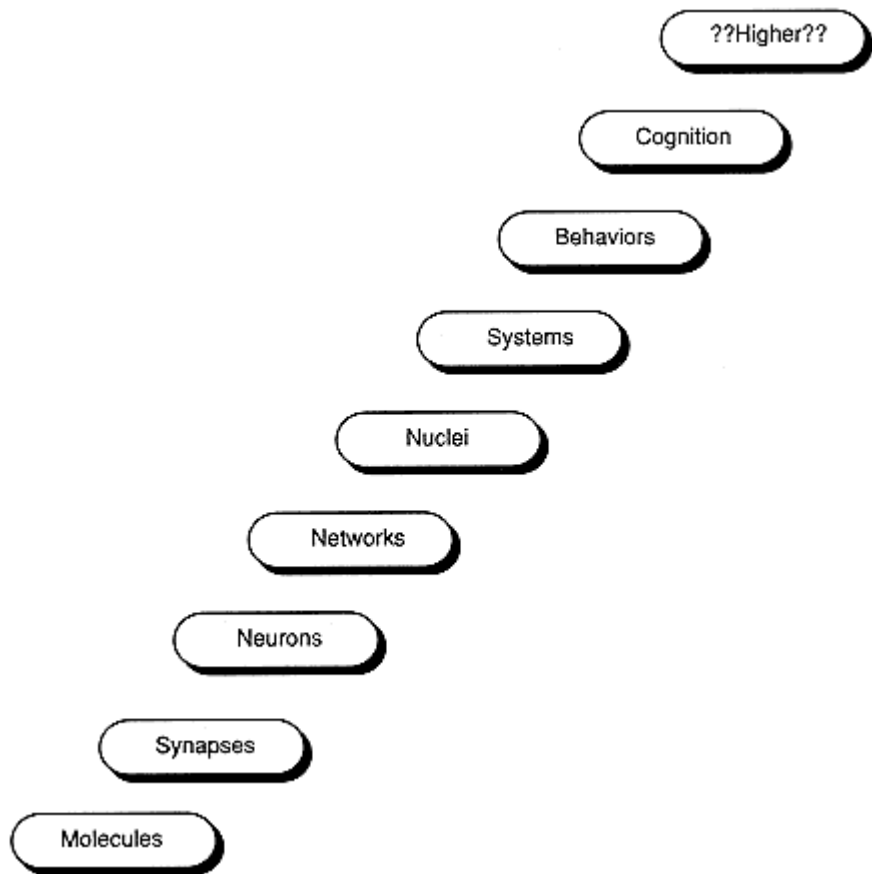 ??Higher??
Cognition
Behaviors
Systems
Nuclei
Networks
Neurons
Synapses
Molecules